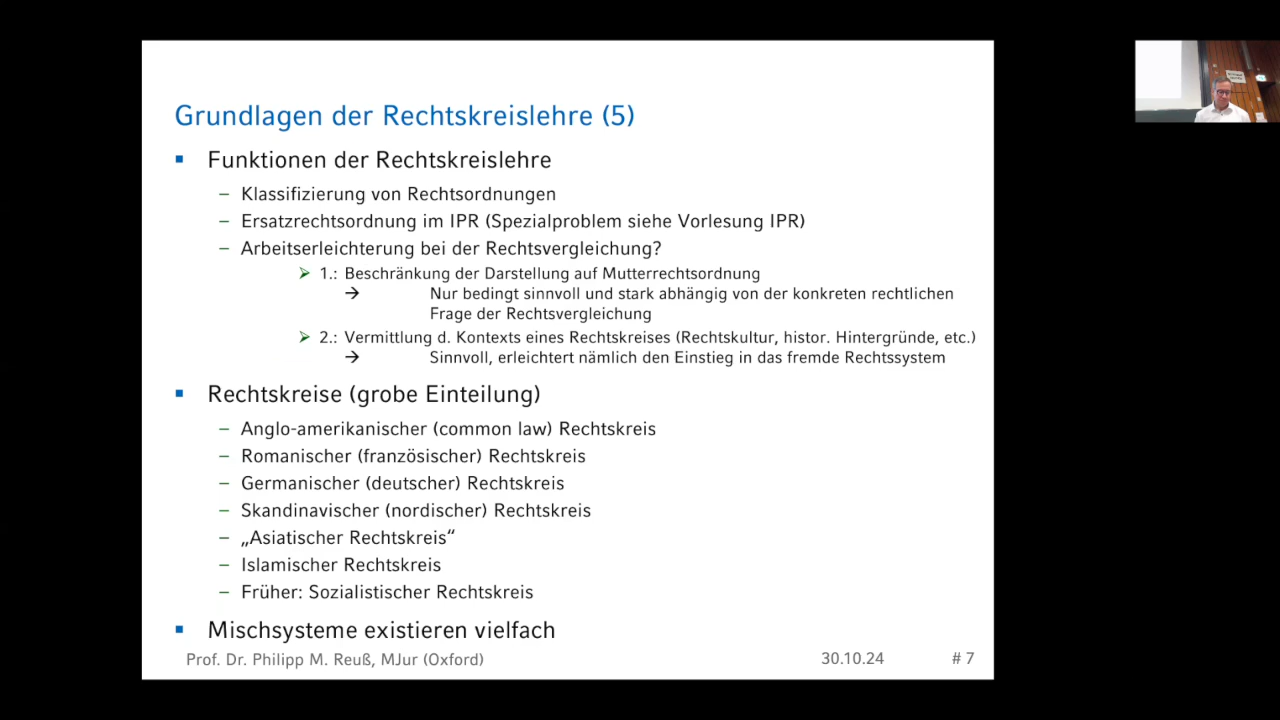 Grundlagen der Rechtskreislehre (5)
▪ Funktionen der Rechtskreislehre
– Klassifizierung von Rechtsordnungen
– Ersatzrechtsordnung im IPR (Spezialproblem siehe Vorlesung IPR)
– Arbeitserleichterung bei der Rechtsvergleichung?
➢ 1.: Beschränkung der Darstellung auf Mutterrechtsordnung
→ Nur bedingt sinnvoll und stark abhängig von der konkreten rechtlichen
Frage der Rechtsvergleichung
➢ 2.: Vermittlung d. Kontexts eines Rechtskreises (Rechtskultur, histor. Hintergründe, etc.)
→ Sinnvoll, erleichtert nämlich den Einstieg in das fremde Rechtssystem
▪ Rechtskreise (grobe Einteilung)
– Anglo-amerikanischer (common law) Rechtskreis
– Romanischer (französischer) Rechtskreis
– Germanischer (deutscher) Rechtskreis
– Skandinavischer (nordischer) Rechtskreis
– „Asiatischer Rechtskreis“
– Islamischer Rechtskreis
– Früher: Sozialistischer Rechtskreis
▪ Mischsysteme existieren vielfach
Prof. Dr. Philipp M. Reuß, MJur (Oxford) 30.10.24 # 7